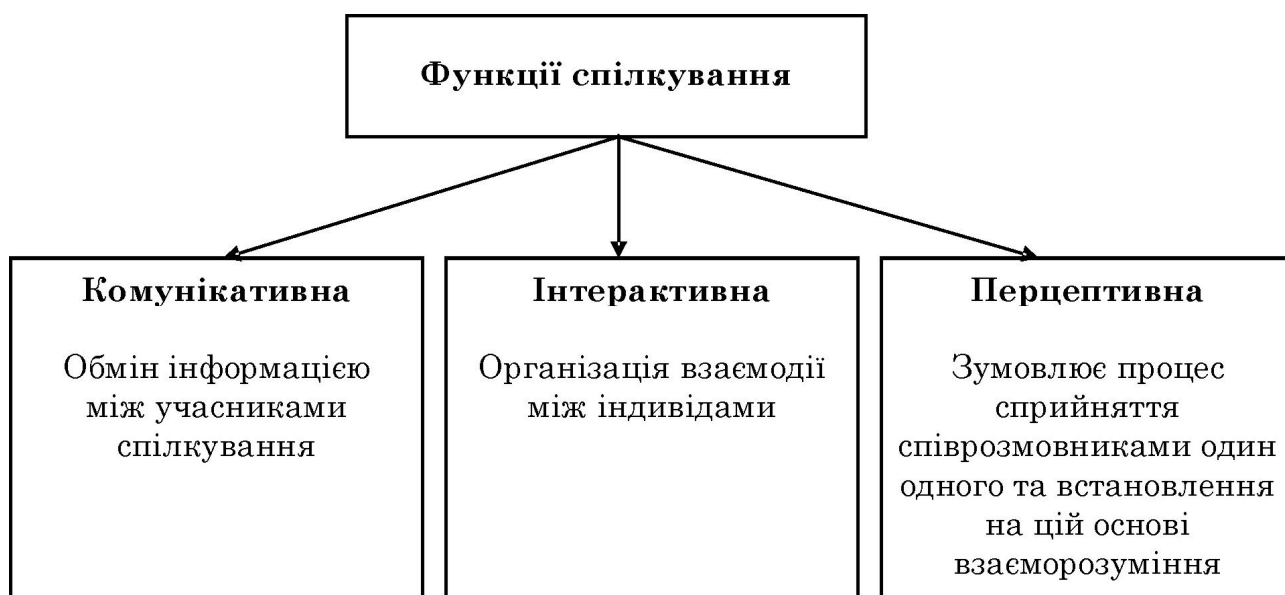 Функції спілкування
Комунікативна
Обмін інформацією
між учасниками
спілкування
Інтерактивна
Організація взаємодії
між індивідами
Перцептивна
Зумовлює процес
сприйняття
співрозмовниками один
одного та встановлення
на цій основі
взаєморозуміння